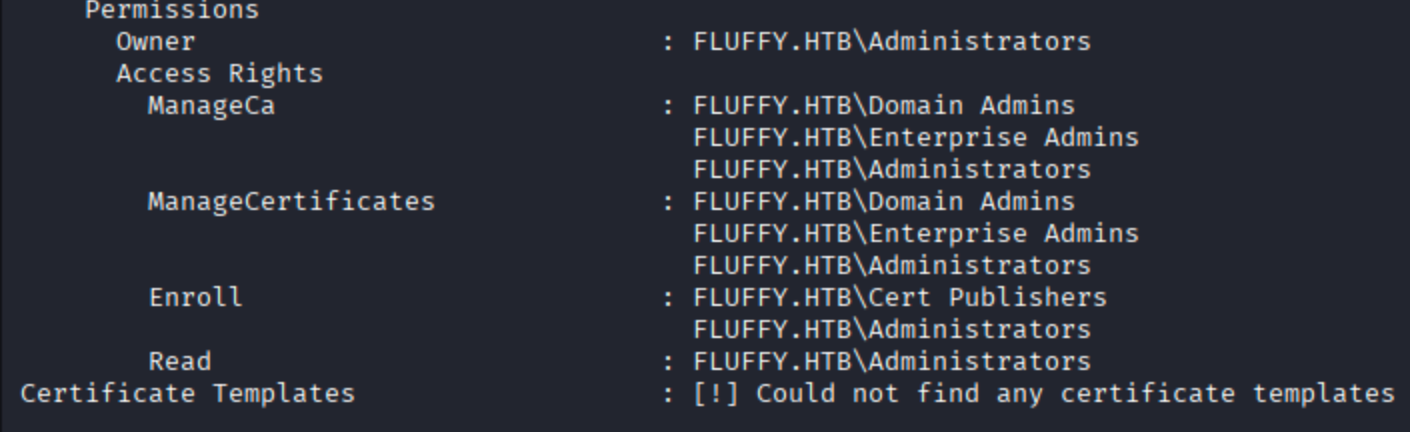 Permissions
Owner : FLUFFY.HTB\Administrators
Access Rights
ManageCa : FLUFFY.HTB\Domain Admins
FLUFFY.HTB\Enterprise Admins
FLUFFY.HTB\Administrators
ManageCertificates : FLUFFY.HTB\Domain Admins
FLUFFY.HTB\Enterprise Admins
FLUFFY.HTB\Administrators
Enroll : FLUFFY.HTB\Cert Publishers
FLUFFY.HTB\Administrators
Read : FLUFFY.HTB\Administrators
Certificate Templates : [!] Could not find any certificate templates